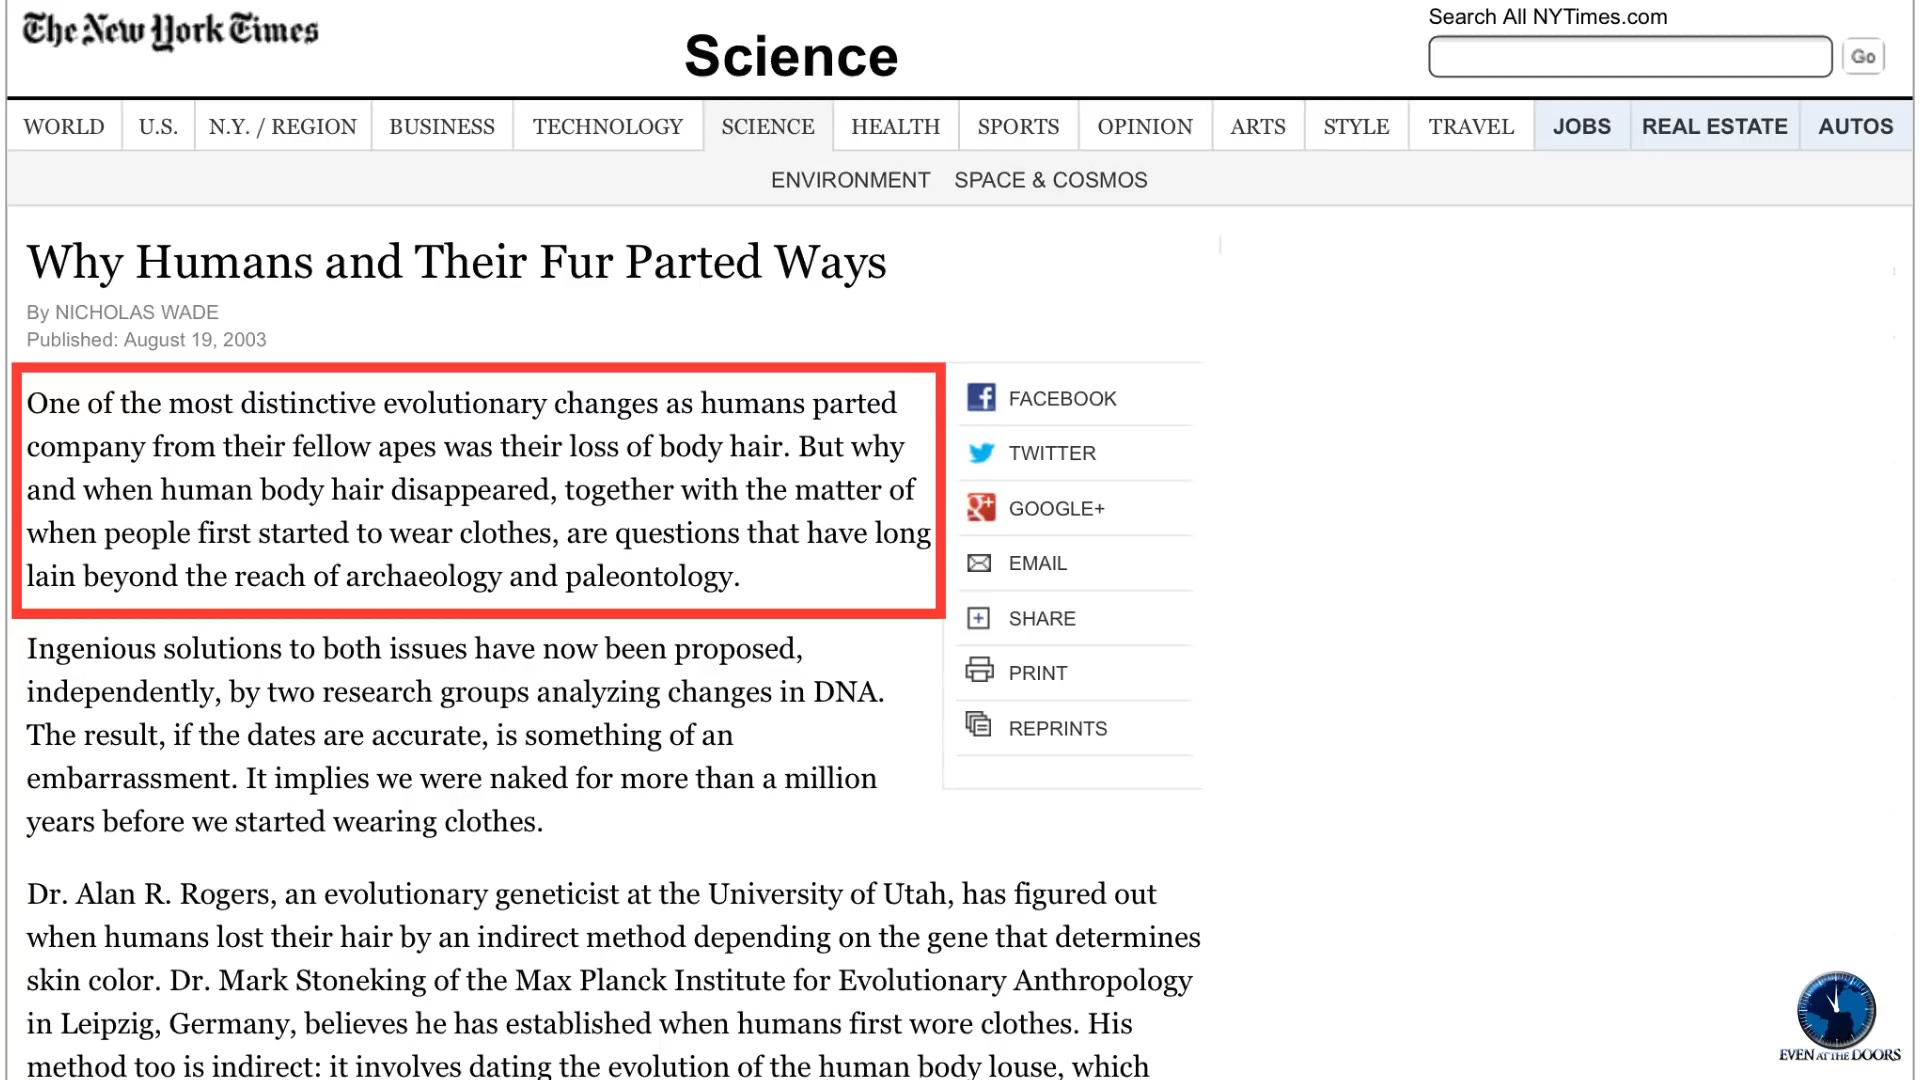 The New York Times
Science
Search All NYTimes.com
Go
WORLD U.S. N.Y. / REGION BUSINESS TECHNOLOGY SCIENCE HEALTH SPORTS OPINION ARTS STYLE TRAVEL JOBS REAL ESTATE AUTOS
ENVIRONMENT SPACE & COSMOS
Why Humans and Their Fur Parted Ways
By NICHOLAS WADE
Published: August 19, 2003
One of the most distinctive evolutionary changes as humans parted
company from their fellow apes was their loss of body hair. But why
and when human body hair disappeared, together with the matter of
when people first started to wear clothes, are questions that have long
lain beyond the reach of archaeology and paleontology.
FACEBOOK
TWITTER
GOOGLE+
EMAIL
SHARE
PRINT
REPRINTS
Ingenious solutions to both issues have now been proposed,
independently, by two research groups analyzing changes in DNA.
The result, if the dates are accurate, is something of an
embarrassment. It implies we were naked for more than a million
years before we started wearing clothes.
Dr. Alan R. Rogers, an evolutionary geneticist at the University of Utah, has figured out
when humans lost their hair by an indirect method depending on the gene that determines
skin color. Dr. Mark Stoneking of the Max Planck Institute for Evolutionary Anthropology
in Leipzig, Germany, believes he has established when humans first wore clothes. His
method too is indirect: it involves dating the evolution of the human body louse, which
EVEN AT THE DOORS